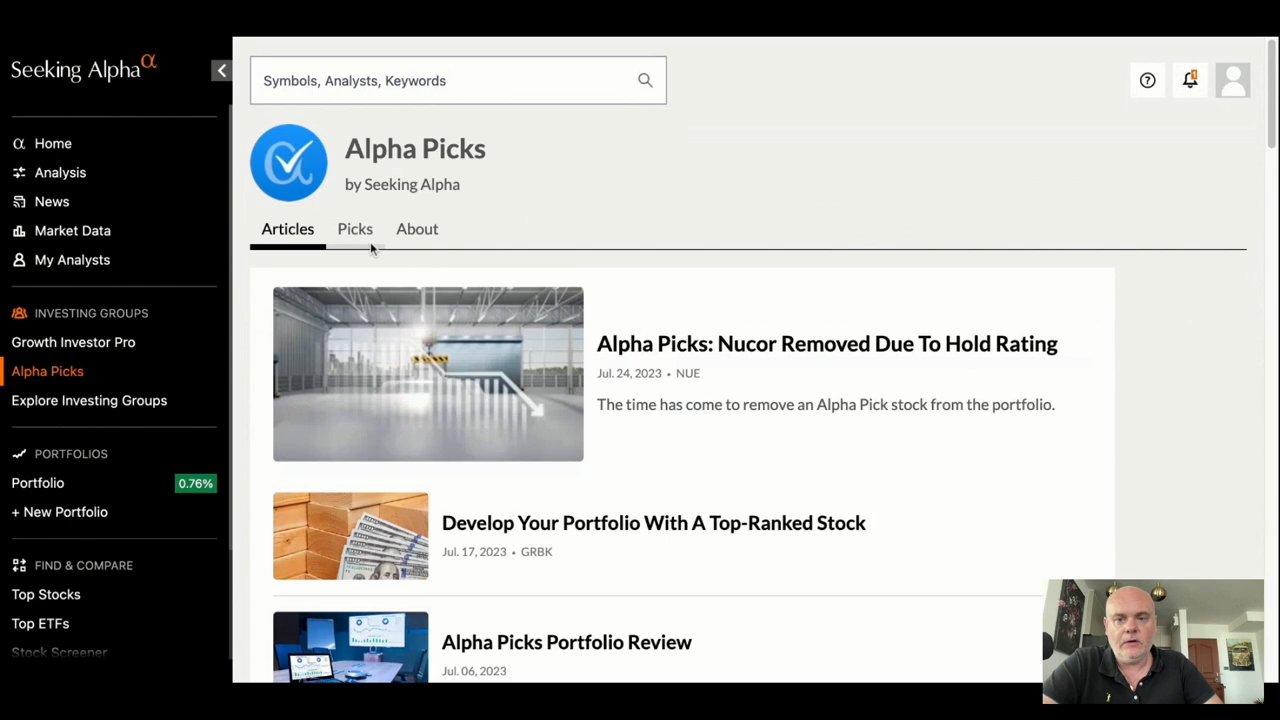 Seeking Alpha α
Home
Analysis
News
Market Data
My Analysts
INVESTING GROUPS
Growth Investor Pro
Alpha Picks
Explore Investing Groups
PORTFOLIOS
Portfolio 0.76%
+ New Portfolio
FIND & COMPARE
Top Stocks
Top ETFs
Stock Screener
Symbols, Analysts, Keywords
Alpha Picks
by Seeking Alpha
Articles Picks About
Alpha Picks: Nucor Removed Due To Hold Rating
Jul. 24, 2023 • NUE
The time has come to remove an Alpha Pick stock from the portfolio.
Develop Your Portfolio With A Top-Ranked Stock
Jul. 17, 2023 • GRBK
Alpha Picks Portfolio Review
Jul. 06, 2023